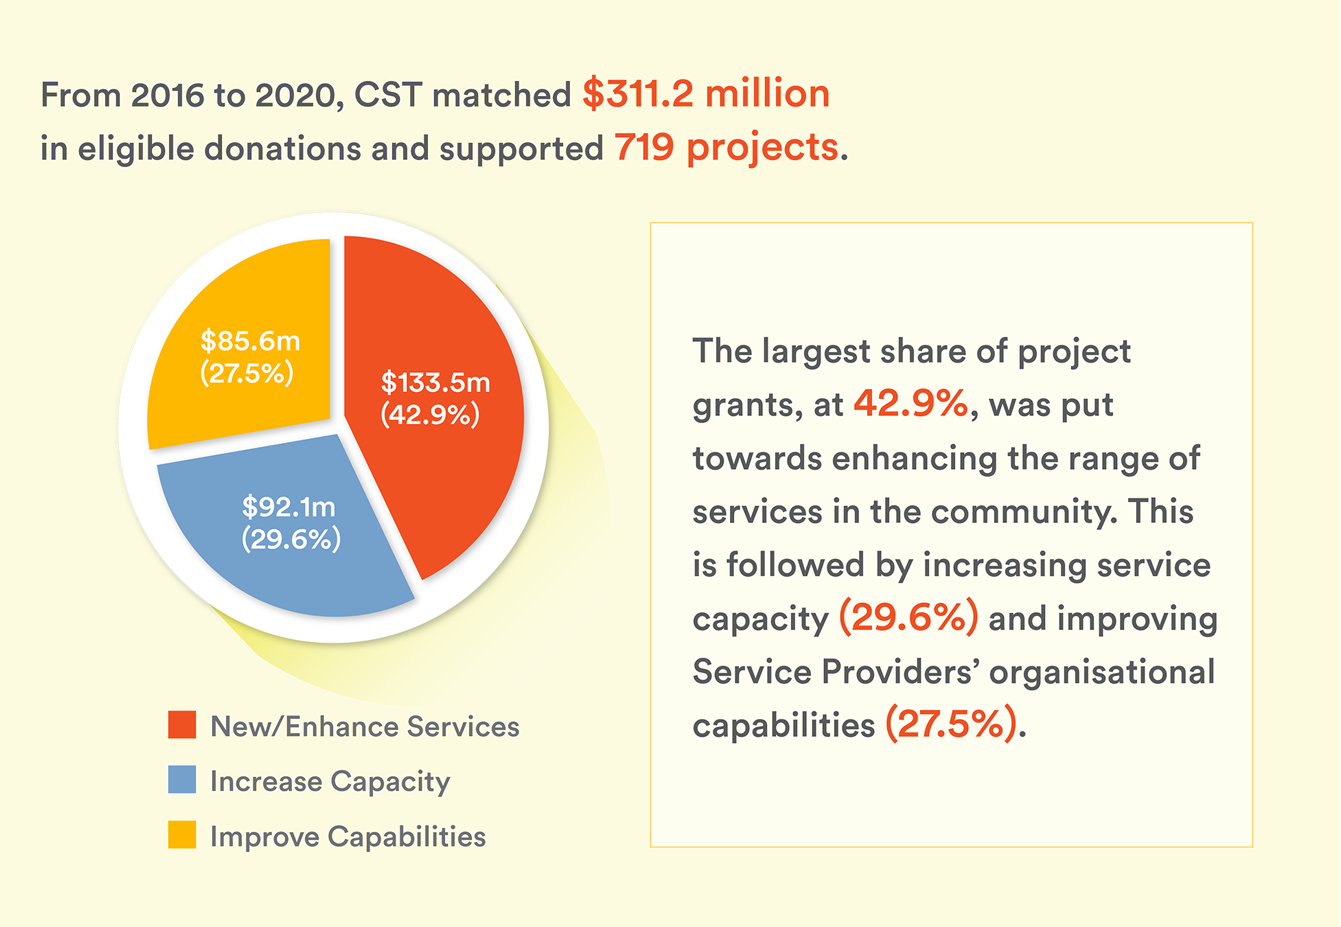 From 2016 to 2020, CST matched $311.2 million
in eligible donations and supported 719 projects.
$85.6m
(27.5%)
$133.5m
(42.9%)
$92.1m
(29.6%)
New/Enhance Services
Increase Capacity
Improve Capabilities
The largest share of project
grants, at 42.9%, was put
towards enhancing the range of
services in the community. This
is followed by increasing service
capacity (29.6%) and improving
Service Providers’ organisational
capabilities (27.5%).